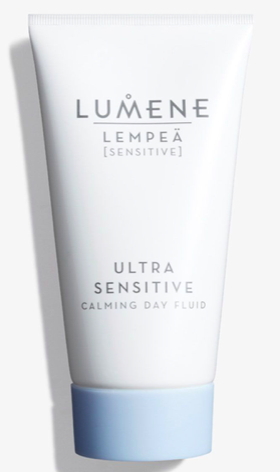 LUMENE
LEMPEÄ
[SENSITIVE]
ULTRA
SENSITIVE
CALMING DAY FLUID